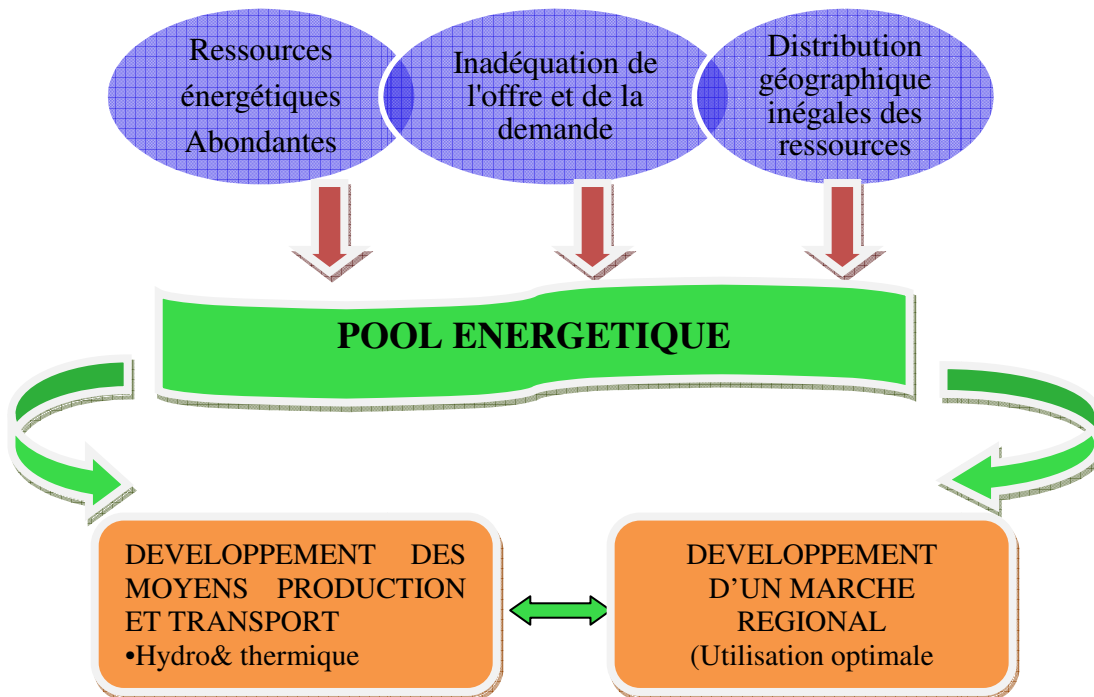 Ressources
énergétiques
Abondantes
Inadéquation de
l'offre et de la
demande
Distribution
géographique
inégales des
ressources
POOL ENERGETIQUE
DEVELOPPEMENT DES
MOYENS PRODUCTION
ET TRANSPORT
•Hydro& thermique
DEVELOPPEMENT
D’UN MARCHE
REGIONAL
(Utilisation optimale